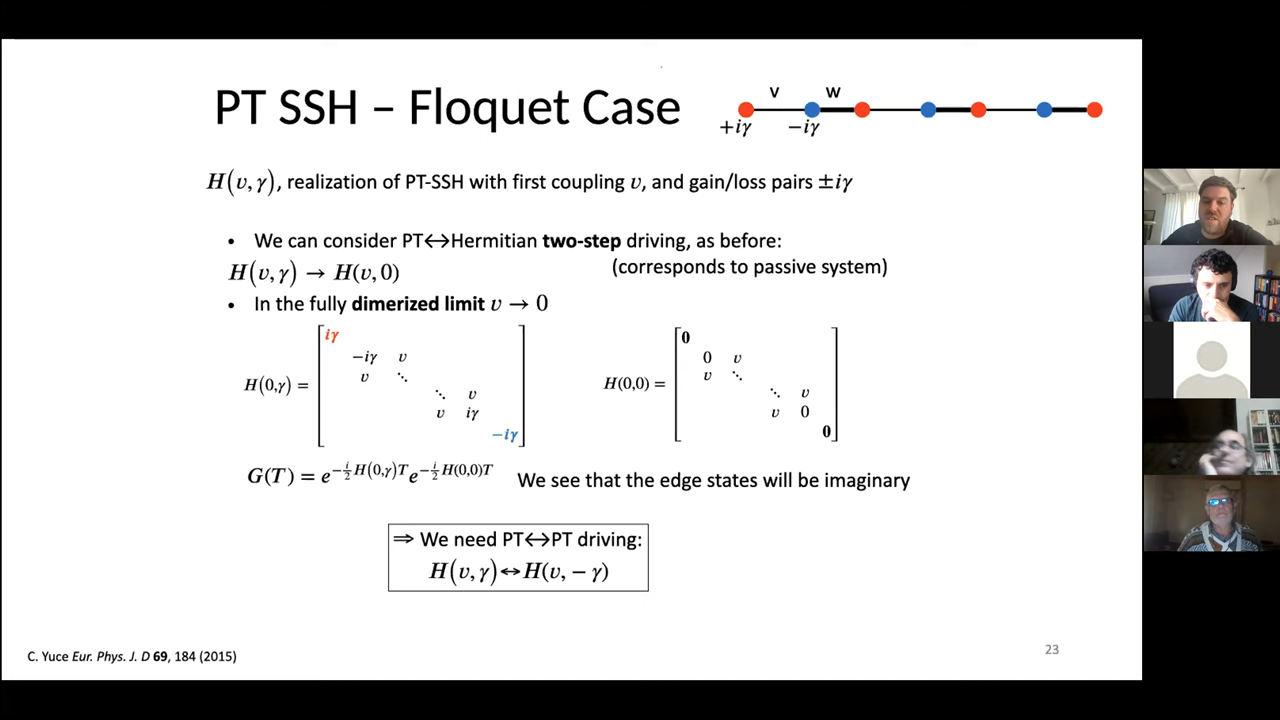 PT SSH – Floquet Case
v w
+iγ −iγ
H(v,γ), realization of PT-SSH with first coupling v, and gain/loss pairs ±iγ
• We can consider PT↔Hermitian two-step driving, as before:
H(v,γ) → H(v,0) (corresponds to passive system)
• In the fully dimerized limit v → 0
H(0,γ) = [iγ −iγ v v ⋱ ⋱ v v iγ −iγ]
H(0,0) = [0 0 v v ⋱ ⋱ v v 0 0]
G(T) = e^{−i/2 H(0,γ)T} e^{−i/2 H(0,0)T} We see that the edge states will be imaginary
⇒ We need PT↔PT driving:
H(v,γ)↔H(v, − γ)
C. Yuce Eur. Phys. J. D 69, 184 (2015)
23